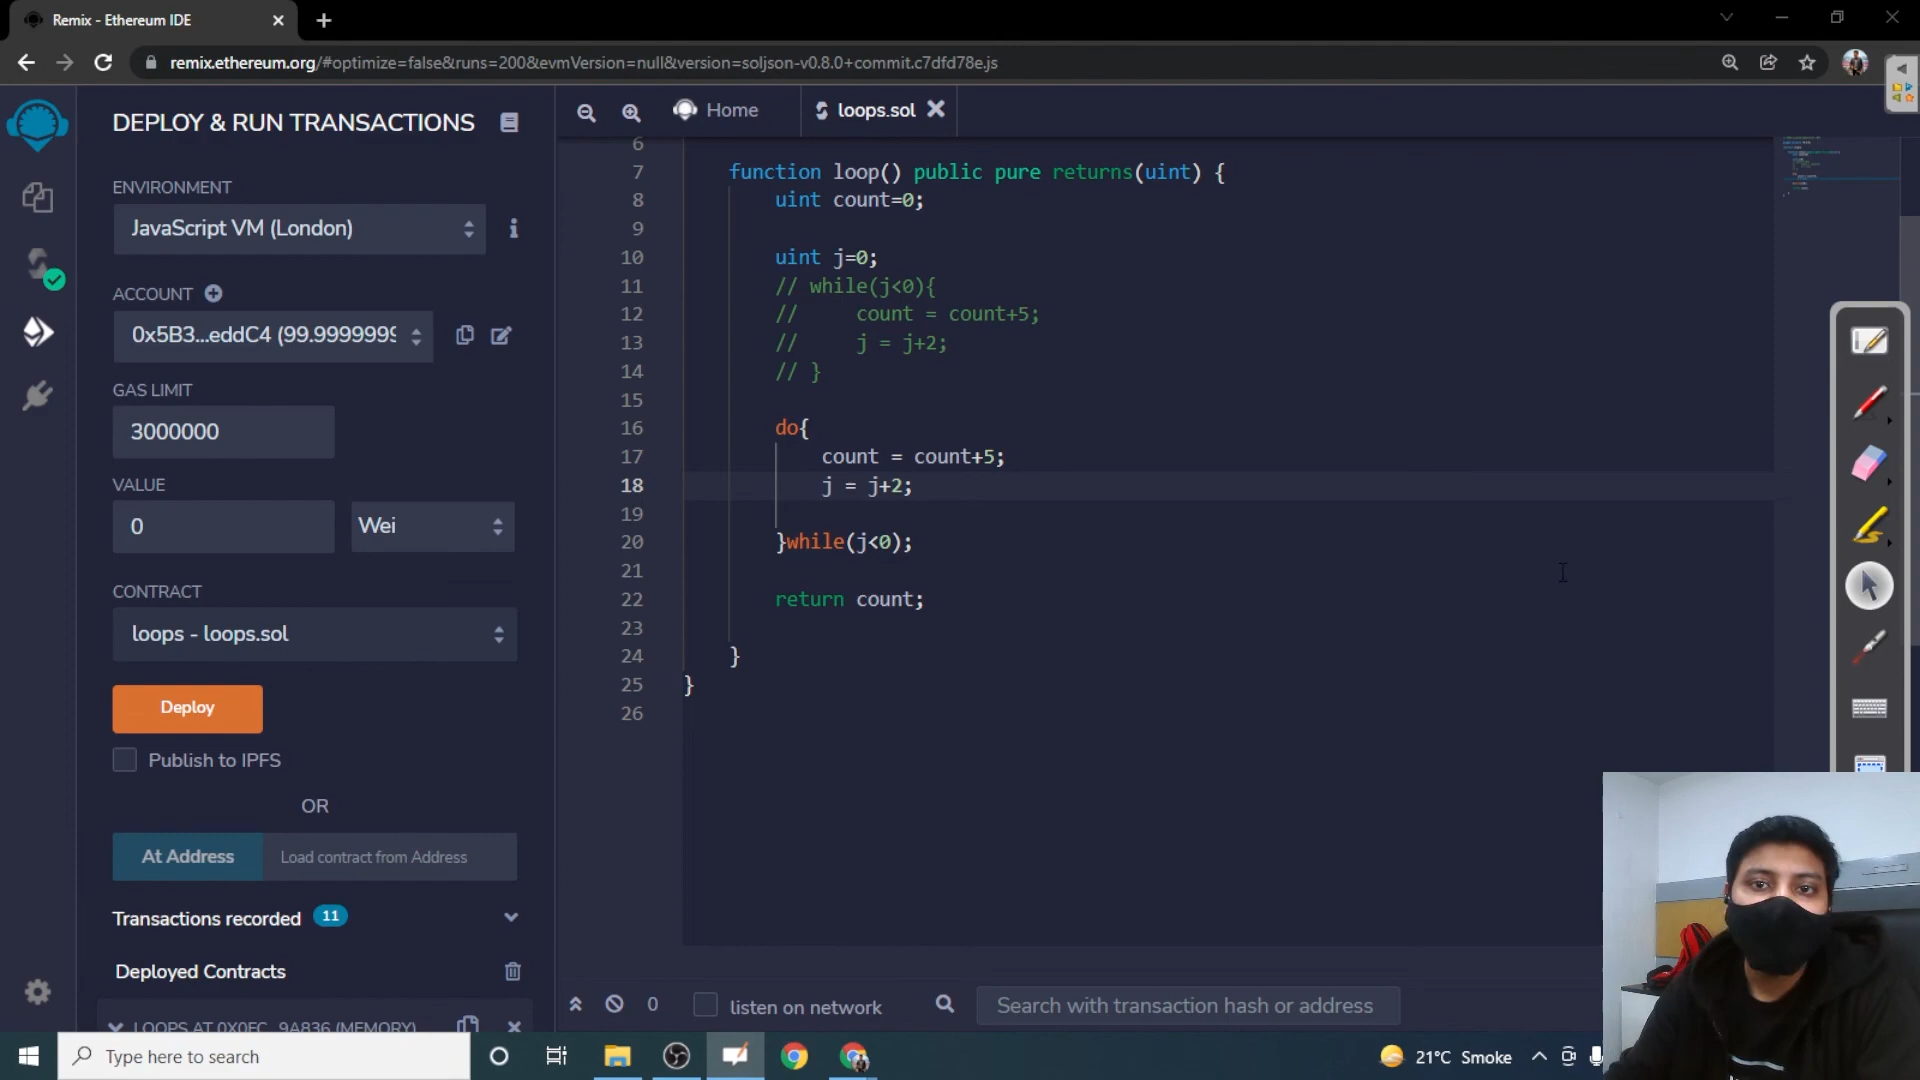 Remix - Ethereum IDE
remix.ethereum.org/#optimize=false&runs=200&evmVersion=null&version=soljson-v0.8.0+commit.c7dfd78e.js
DEPLOY & RUN TRANSACTIONS
ENVIRONMENT
JavaScript VM (London)
ACCOUNT
0x5B3...eddC4 (99.9999999
GAS LIMIT
3000000
VALUE
0
Wei
CONTRACT
loops - loops.sol
Deploy
Publish to IPFS
OR
At Address
Load contract from Address
Transactions recorded 11
Deployed Contracts
LOOPS AT 0X0FC...9A836 (MEMORY)
Home
loops.sol
6
7 function loop() public pure returns(uint) {
8 uint count=0;
9
10 uint j=0;
11 // while(j<0){
12 //     count = count+5;
13 //     j = j+2;
14 // }
15
16 do{
17 count = count+5;
18 j = j+2;
19
20 }while(j<0);
21
22 return count;
23
24 }
25 }
26
0
listen on network
Search with transaction hash or address
Type here to search
21°C Smoke